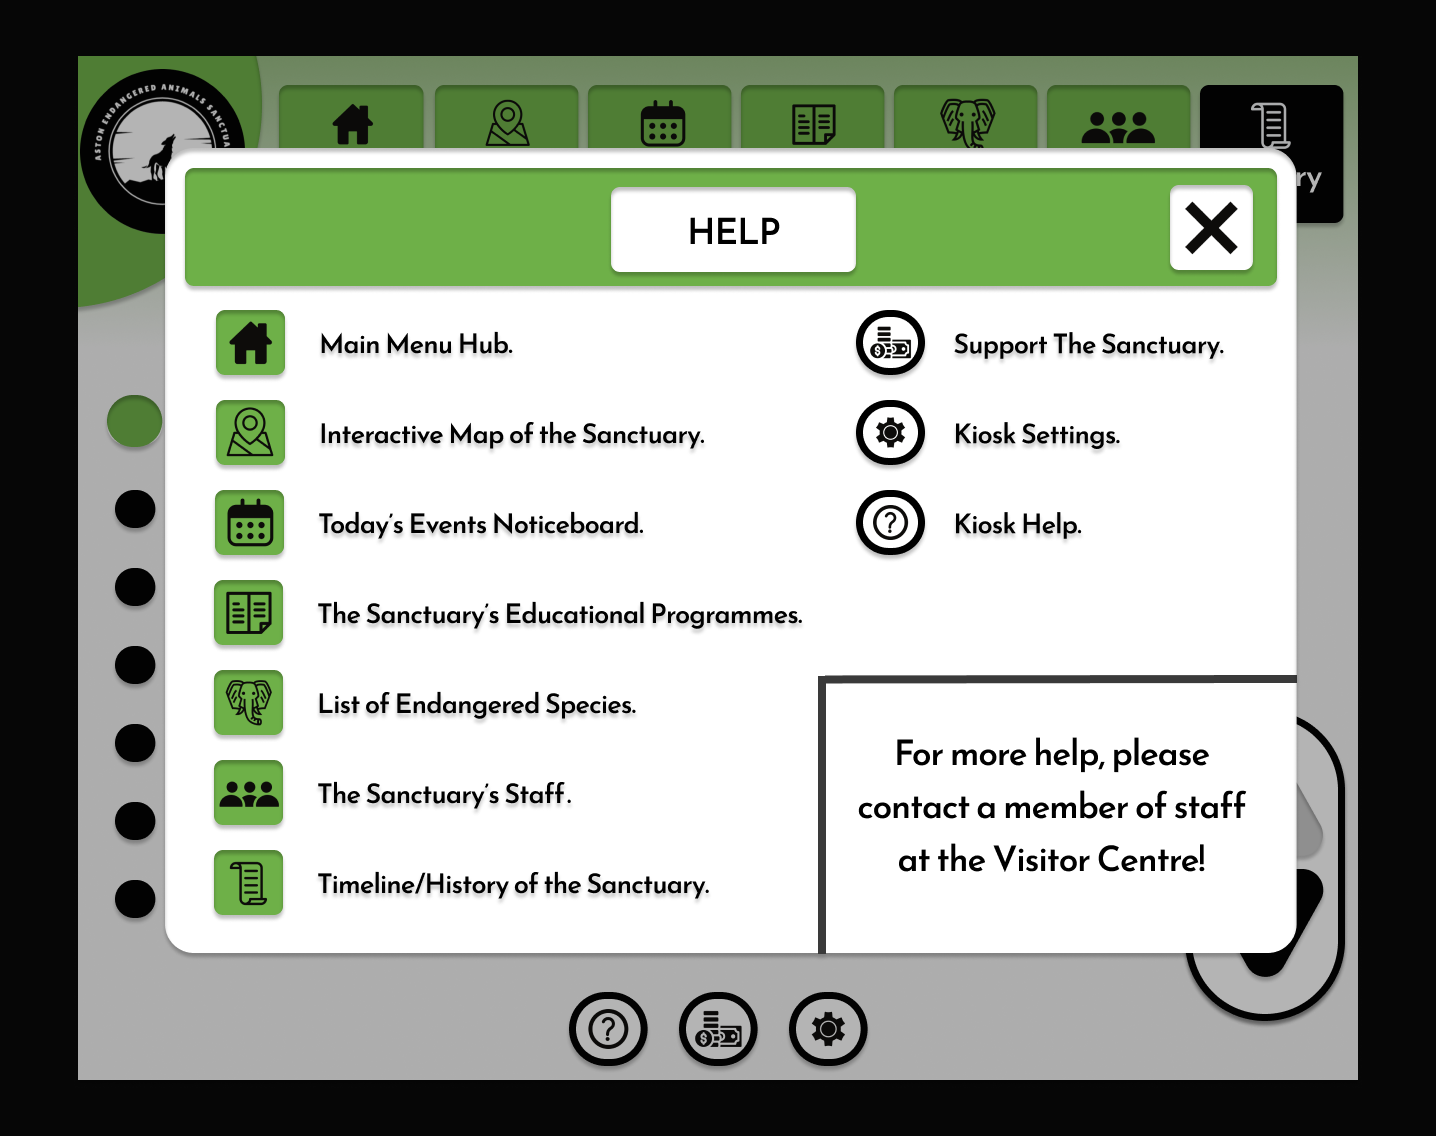 ASTON ENDANGERED ANIMALS
ry
HELP
Main Menu Hub.
Interactive Map of the Sanctuary.
Today's Events Noticeboard.
The Sanctuary's Educational Programmes.
List of Endangered Species.
The Sanctuary's Staff.
Timeline/History of the Sanctuary.
Support The Sanctuary.
Kiosk Settings.
Kiosk Help.
For more help, please
contact a member of staff
at the Visitor Centre!